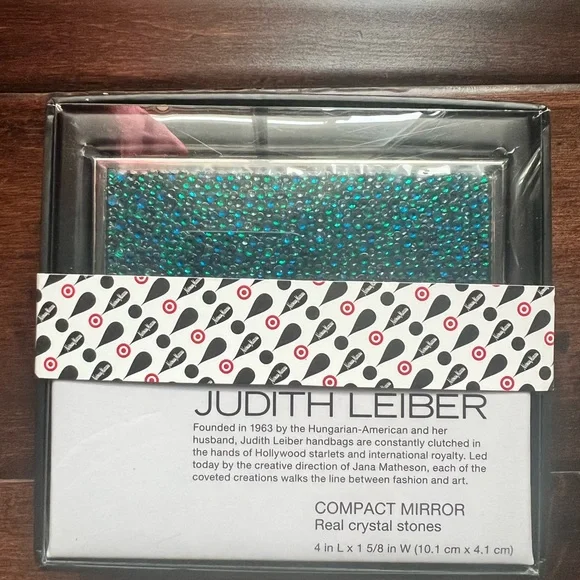 JUDITH LEIBER
Founded in 1963 by the Hungarian-American and her
husband, Judith Leiber handbags are constantly clutched in
the hands of Hollywood starlets and international royalty. Led
today by the creative direction of Jana Matheson, each of the
coveted creations walks the line between fashion and art.
COMPACT MIRROR
Real crystal stones
4 in L x 1 5/8 in W (10.1 cm x 4.1 cm)